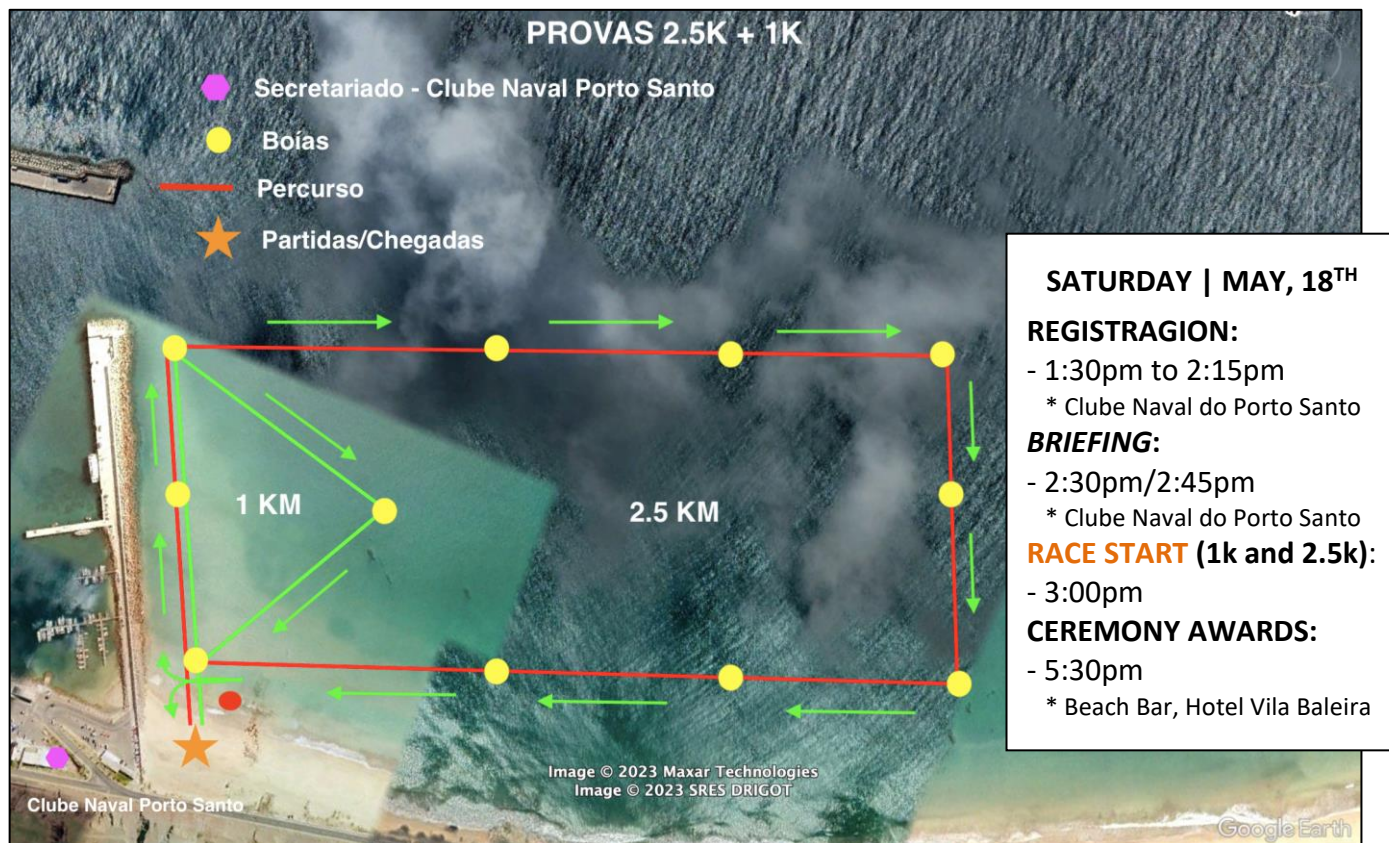 PROVAS 2.5K + 1K
Secretariado - Clube Naval Porto Santo
Boías
Percurso
Partidas/Chegadas
1 KM
2.5 KM
Clube Naval Porto Santo
Image © 2023 Maxar Technologies
Image © 2023 SRES DRIGOT
Google Earth
SATURDAY | MAY, 18TH
REGISTRAGION:
- 1:30pm to 2:15pm
* Clube Naval do Porto Santo
BRIEFING:
- 2:30pm/2:45pm
* Clube Naval do Porto Santo
RACE START (1k and 2.5k):
- 3:00pm
CEREMONY AWARDS:
- 5:30pm
* Beach Bar, Hotel Vila Baleira